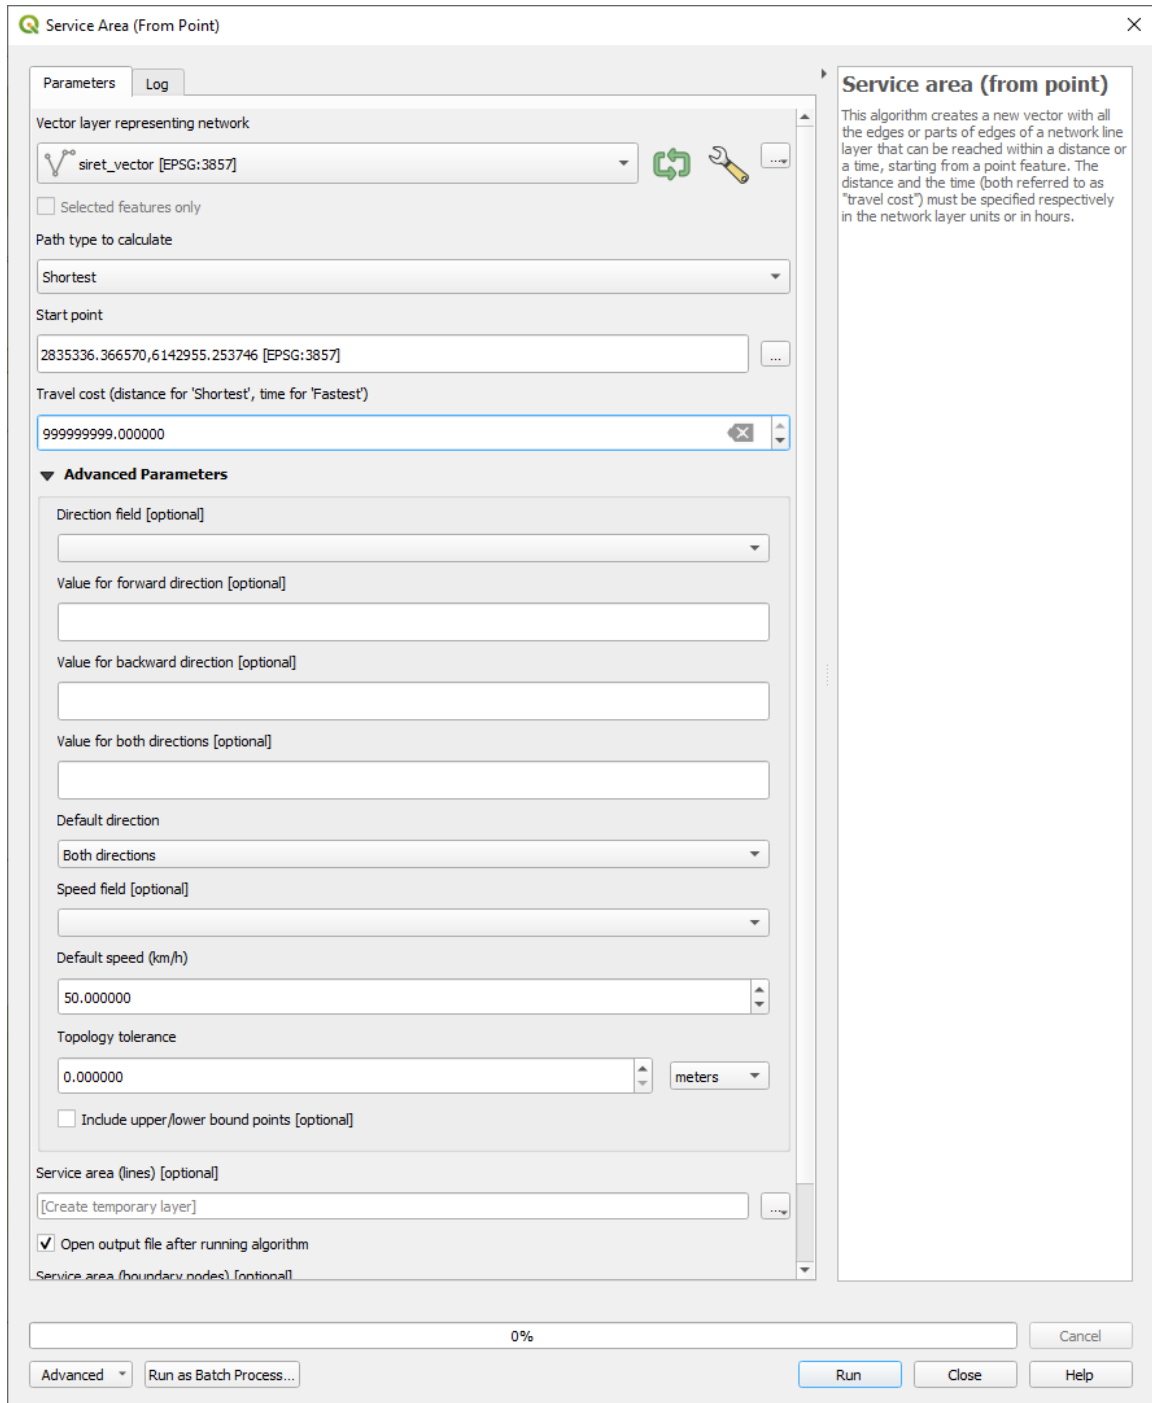 Service Area (From Point)
Parameters
Log
Vector layer representing network
siret_vector [EPSG:3857]
...
Selected features only
Path type to calculate
Shortest
Start point
2835336.366570,6142955.253746 [EPSG:3857]
...
Travel cost (distance for 'Shortest', time for 'Fastest')
999999999.000000
Advanced Parameters
Direction field [optional]
Value for forward direction [optional]
Value for backward direction [optional]
Value for both directions [optional]
Default direction
Both directions
Speed field [optional]
Default speed (km/h)
50.000000
Topology tolerance
0.000000
meters
Include upper/lower bound points [optional]
Service area (lines) [optional]
[Create temporary layer]
...
Open output file after running algorithm
Service area (boundary nodes) [optional]
Service area (from point)
This algorithm creates a new vector with all
the edges or parts of edges of a network line
layer that can be reached within a distance or
a time, starting from a point feature. The
distance and the time (both referred to as
"travel cost") must be specified respectively
in the network layer units or in hours.
0%
Cancel
Advanced
Run as Batch Process...
Run
Close
Help